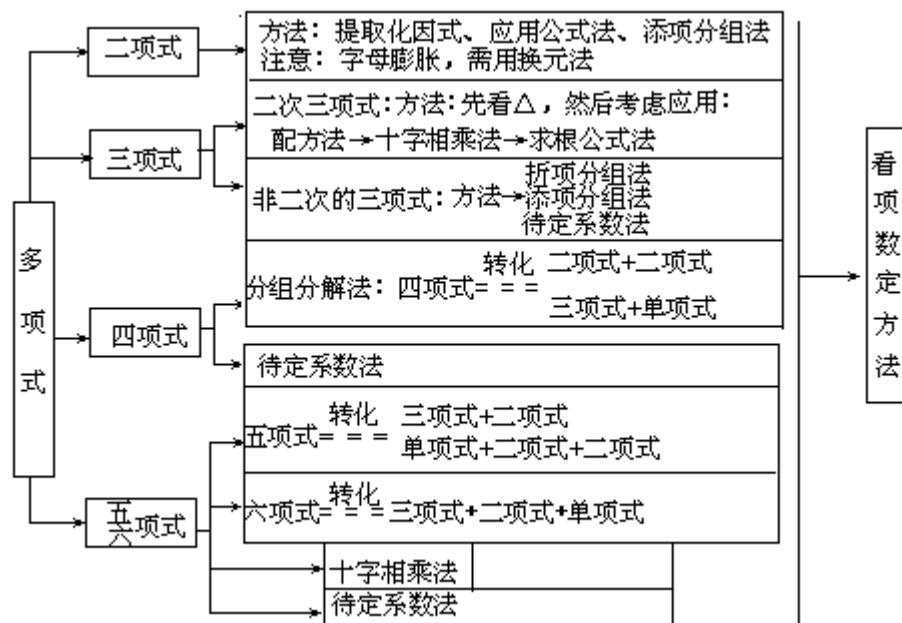 多项式
二项式
方法：提取化因式、应用公式法、添项分组法
注意：字母膨胀，需用换元法
三项式
二次三项式：方法：先看△，然后考虑应用：
配方法→十字相乘法→求根公式法
非二次的三项式：方法→
折项分组法
添项分组法
待定系数法
四项式
分组分解法：四项式===
转化
二项式+二项式
三项式+单项式
待定系数法
五
六项式
五项式===
转化
三项式+二项式
单项式+二项式+二项式
六项式===三项式+二项式+单项式
转化
十字相乘法
待定系数法
看项数定方法